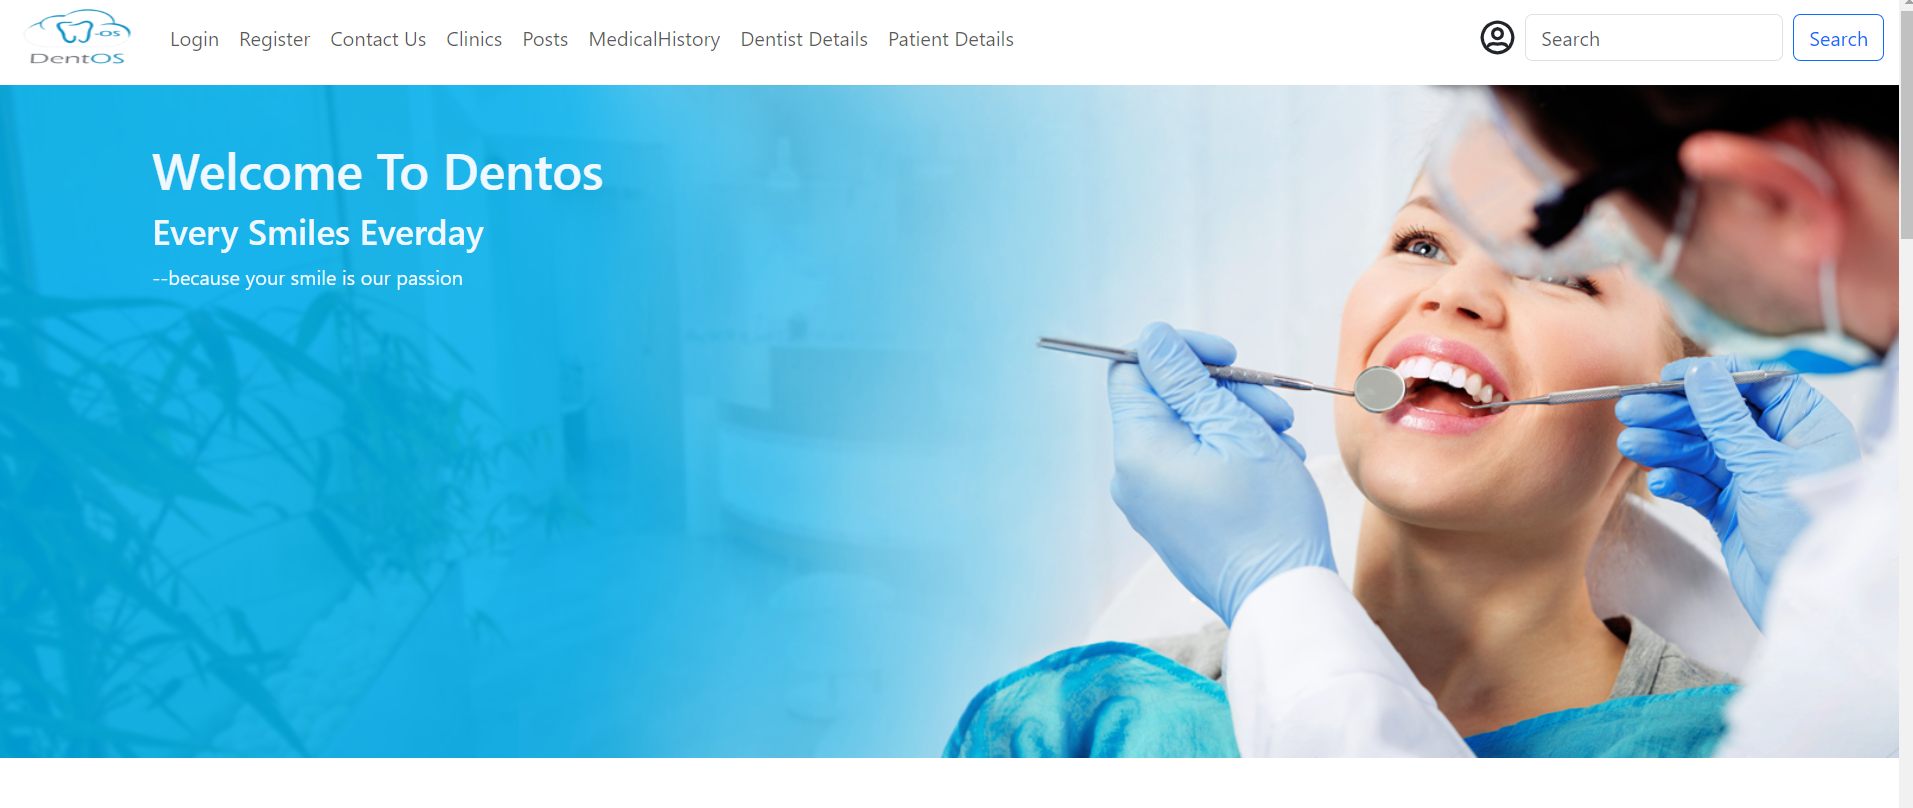 -OS
DentOS
Login Register Contact Us Clinics Posts MedicalHistory Dentist Details Patient Details Search Search
Welcome To Dentos
Every Smiles Everday
--because your smile is our passion